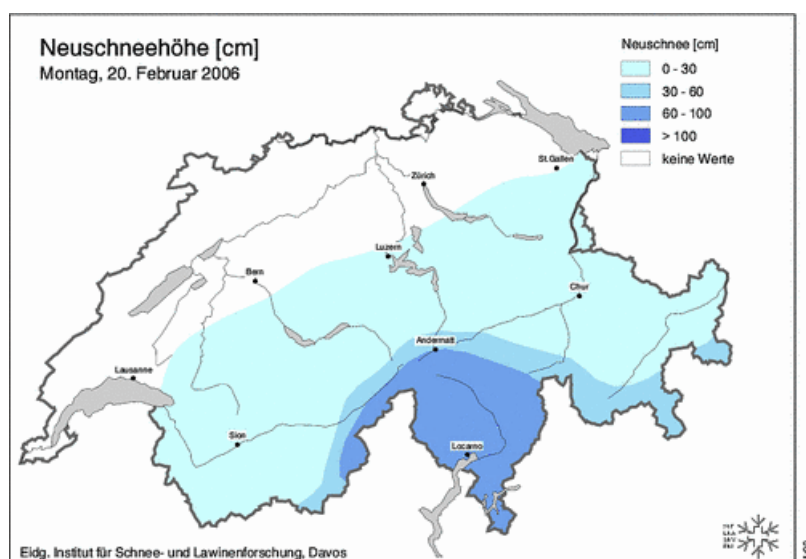 Neuschneehöhe [cm]
Montag, 20. Februar 2006
Neuschnee [cm]
0 - 30
30 - 60
60 - 100
> 100
keine Werte
St.Gallen
Zürich
Luzern
Bern
Chur
Andermatt
Lausanne
Sion
Locarno
Eidg. Institut für Schnee- und Lawinenforschung, Davos